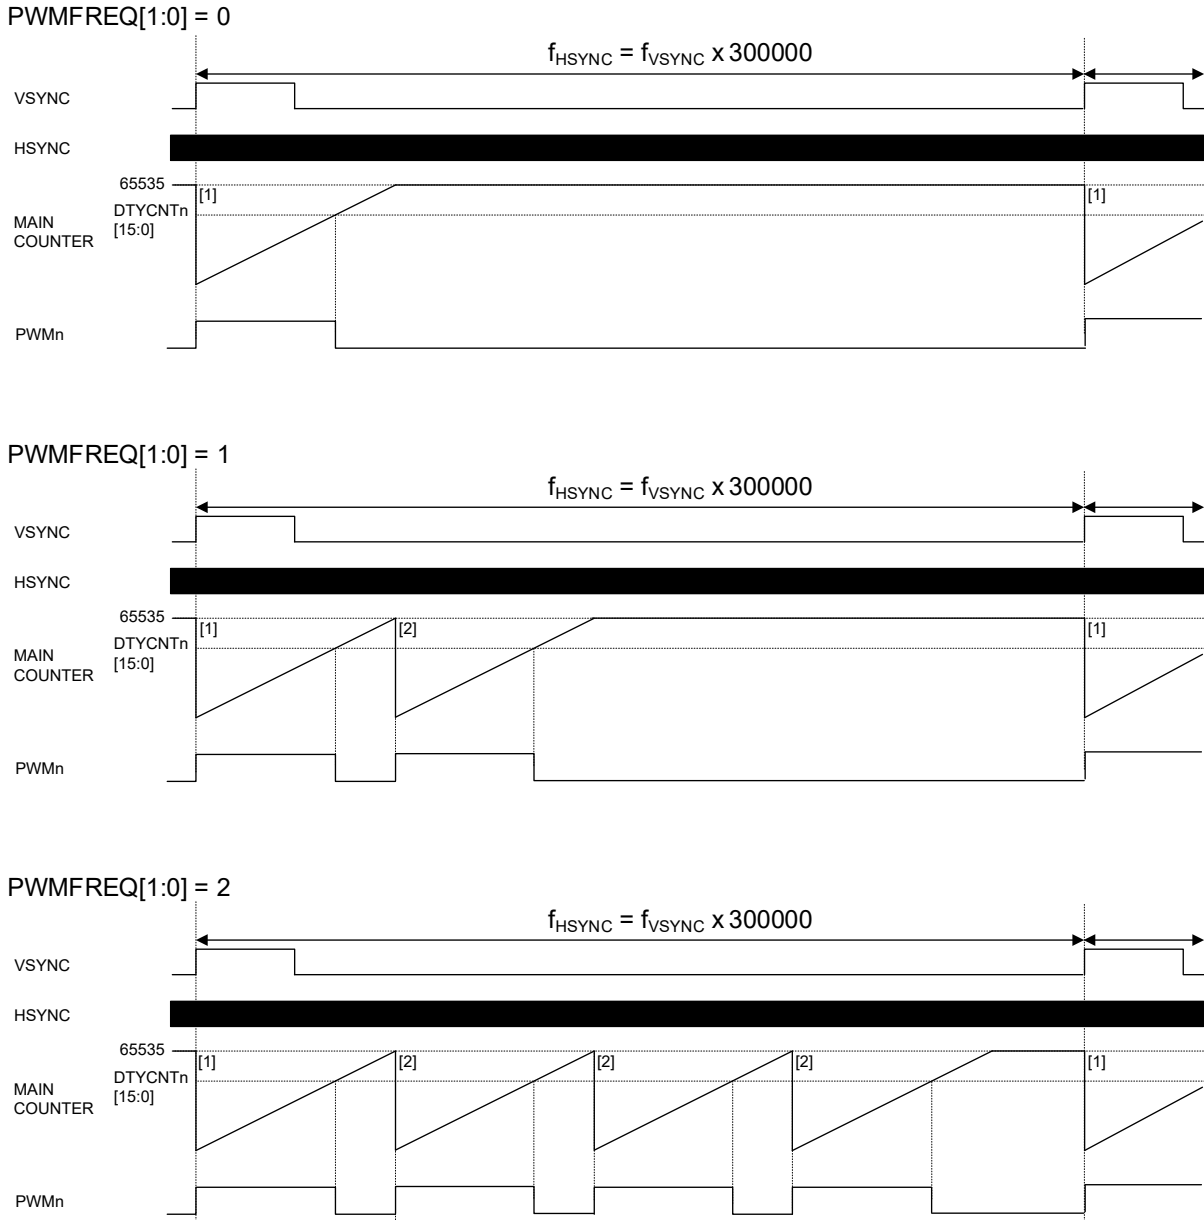 PWMFREQ[1:0] = 0
fHSYNC = fVSYNC x 300000
VSYNC
HSYNC
65535
[1]
[1]
DTYCNTn
[15:0]
MAIN
COUNTER
PWMn
PWMFREQ[1:0] = 1
fHSYNC = fVSYNC x 300000
VSYNC
HSYNC
65535
[1]
[2]
[1]
DTYCNTn
[15:0]
MAIN
COUNTER
PWMn
PWMFREQ[1:0] = 2
fHSYNC = fVSYNC x 300000
VSYNC
HSYNC
65535
[1]
[2]
[2]
[2]
[1]
DTYCNTn
[15:0]
MAIN
COUNTER
PWMn